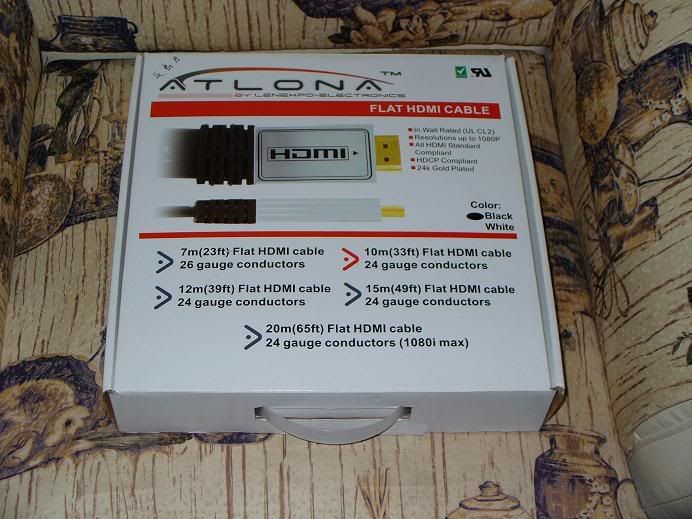 ATLONA™
BY LENEXPO-ELECTRONICS
FLAT HDMI CABLE
In Wall Rated (UL CL2)
Resolutions up to 1080P
All HDMI Standard
Compliant
HDCP Compliant
24k Gold Plated
HDMI
Color:
Black
White
7m(23ft) Flat HDMI cable
26 gauge conductors
10m(33ft) Flat HDMI cable
24 gauge conductors
12m(39ft) Flat HDMI cable
24 gauge conductors
15m(49ft) Flat HDMI cable
24 gauge conductors
20m(65ft) Flat HDMI cable
24 gauge conductors (1080i max)